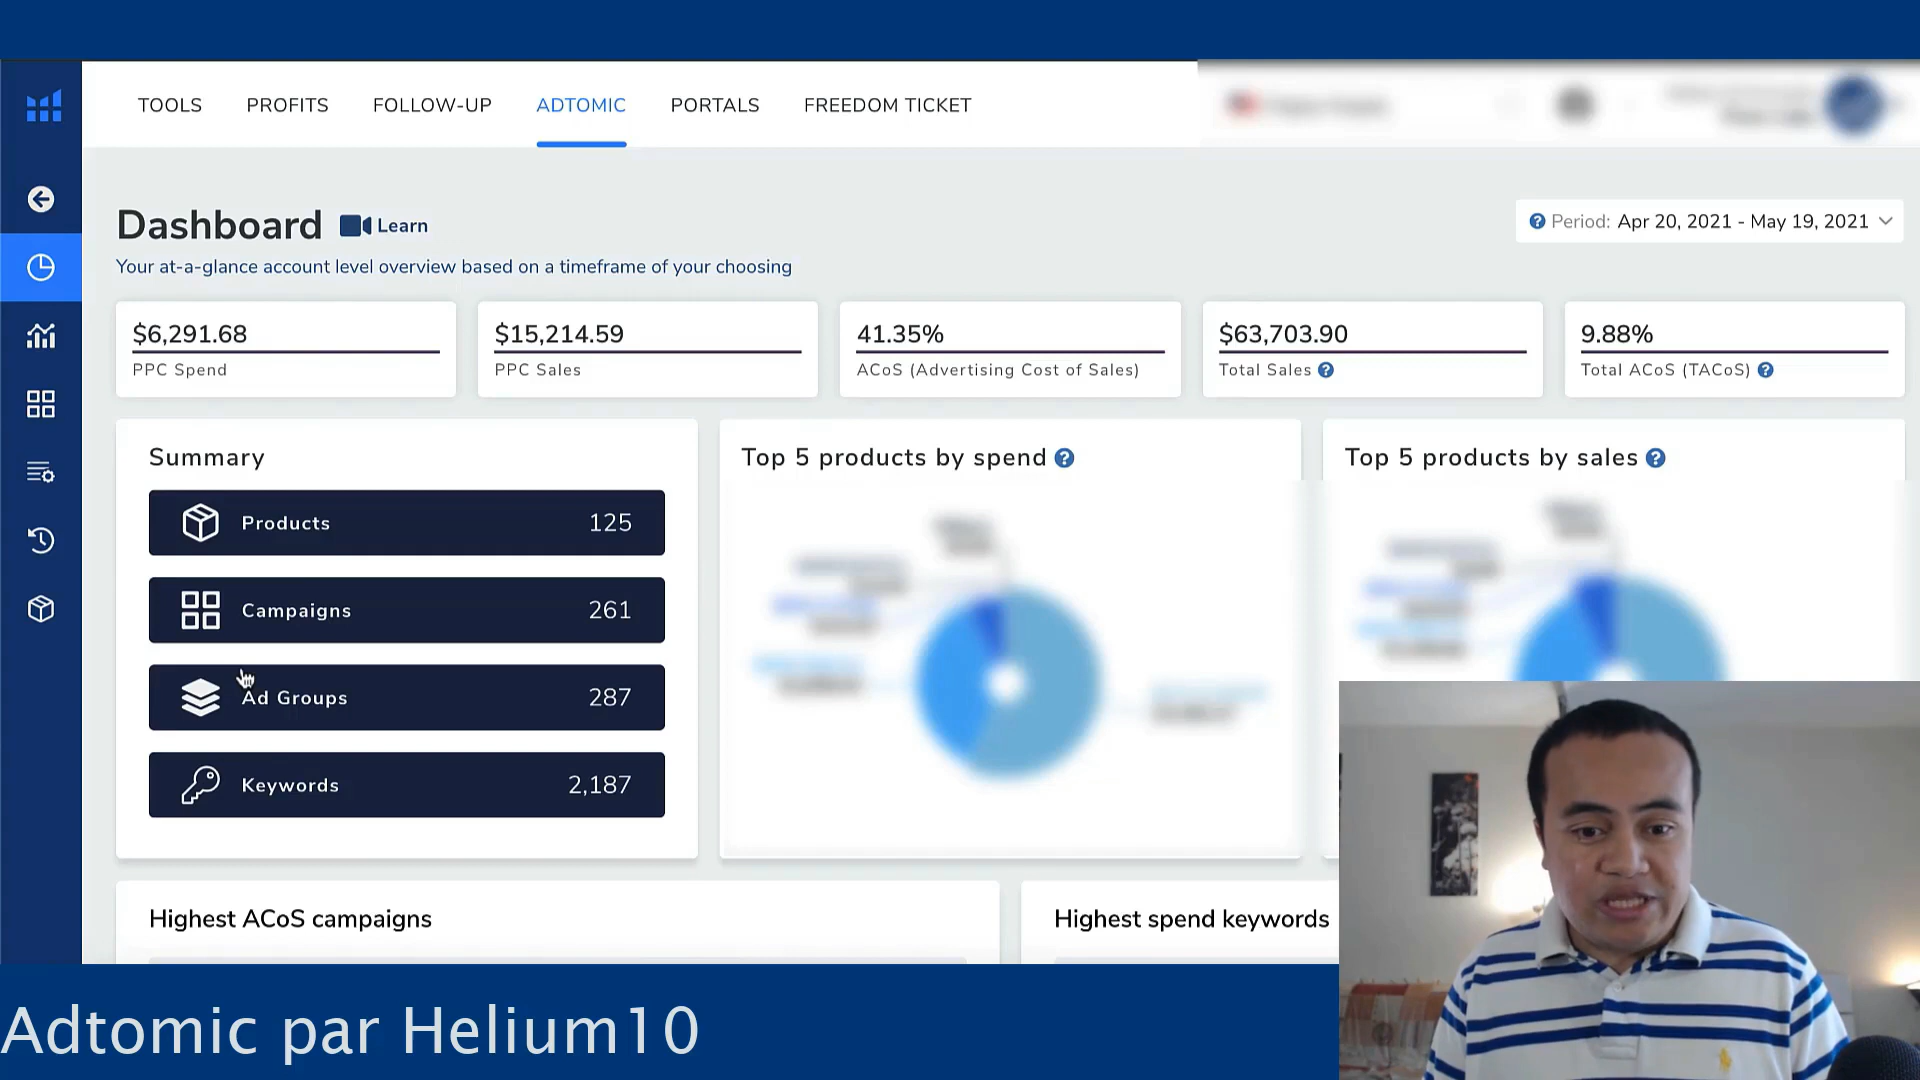 TOOLS PROFITS FOLLOW-UP ADTOMIC PORTALS FREEDOM TICKET
Dashboard Learn
Period: Apr 20, 2021 - May 19, 2021
Your at-a-glance account level overview based on a timeframe of your choosing
$6,291.68
PPC Spend
$15,214.59
PPC Sales
41.35%
ACoS (Advertising Cost of Sales)
$63,703.90
Total Sales
9.88%
Total ACoS (TACoS)
Summary
Products 125
Campaigns 261
Ad Groups 287
Keywords 2,187
Top 5 products by spend
Top 5 products by sales
Highest ACoS campaigns
Highest spend keywords
Adtomic par Helium10